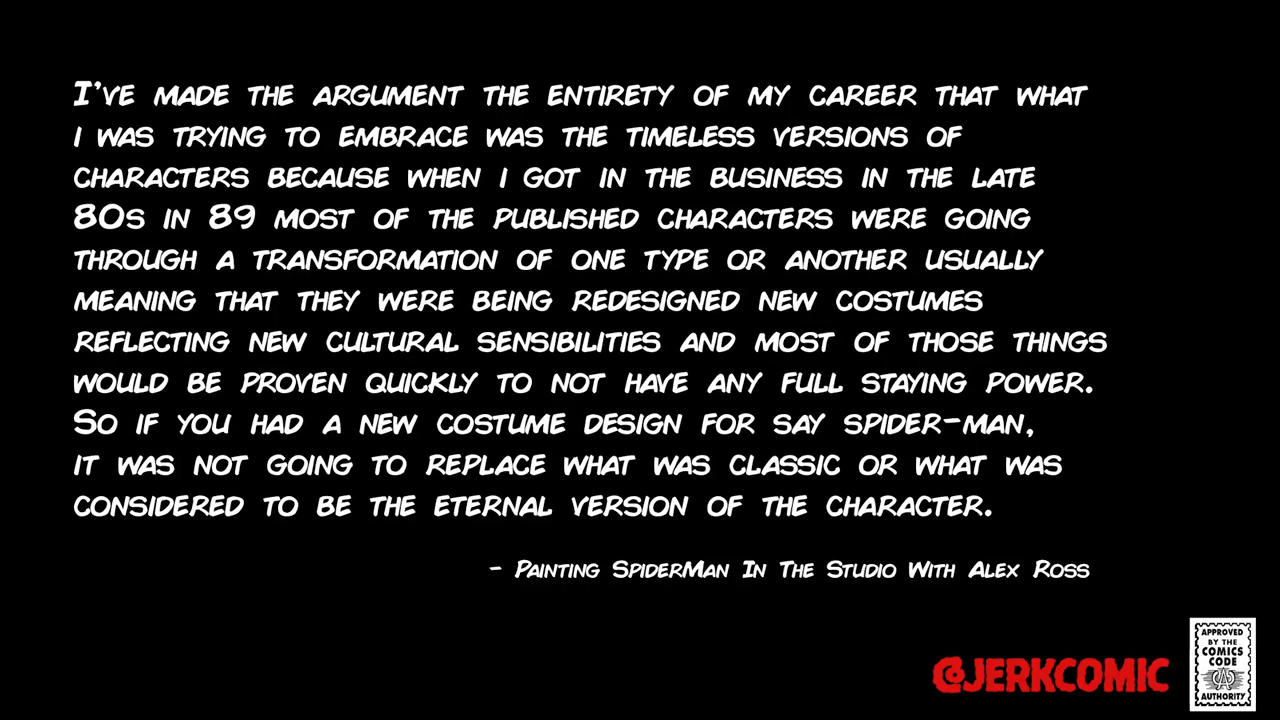 I'VE MADE THE ARGUMENT THE ENTIRETY OF MY CAREER THAT WHAT
I WAS TRYING TO EMBRACE WAS THE TIMELESS VERSIONS OF
CHARACTERS BECAUSE WHEN I GOT IN THE BUSINESS IN THE LATE
80S IN 89 MOST OF THE PUBLISHED CHARACTERS WERE GOING
THROUGH A TRANSFORMATION OF ONE TYPE OR ANOTHER USUALLY
MEANING THAT THEY WERE BEING REDESIGNED NEW COSTUMES
REFLECTING NEW CULTURAL SENSIBILITIES AND MOST OF THOSE THINGS
WOULD BE PROVEN QUICKLY TO NOT HAVE ANY FULL STAYING POWER.
SO IF YOU HAD A NEW COSTUME DESIGN FOR SAY SPIDER-MAN,
IT WAS NOT GOING TO REPLACE WHAT WAS CLASSIC OR WHAT WAS
CONSIDERED TO BE THE ETERNAL VERSION OF THE CHARACTER.
- PAINTING SPIDERMAN IN THE STUDIO WITH ALEX ROSS
@JERKCOMIC
APPROVED
BY THE
COMICS
CODE
CA
AUTHORITY